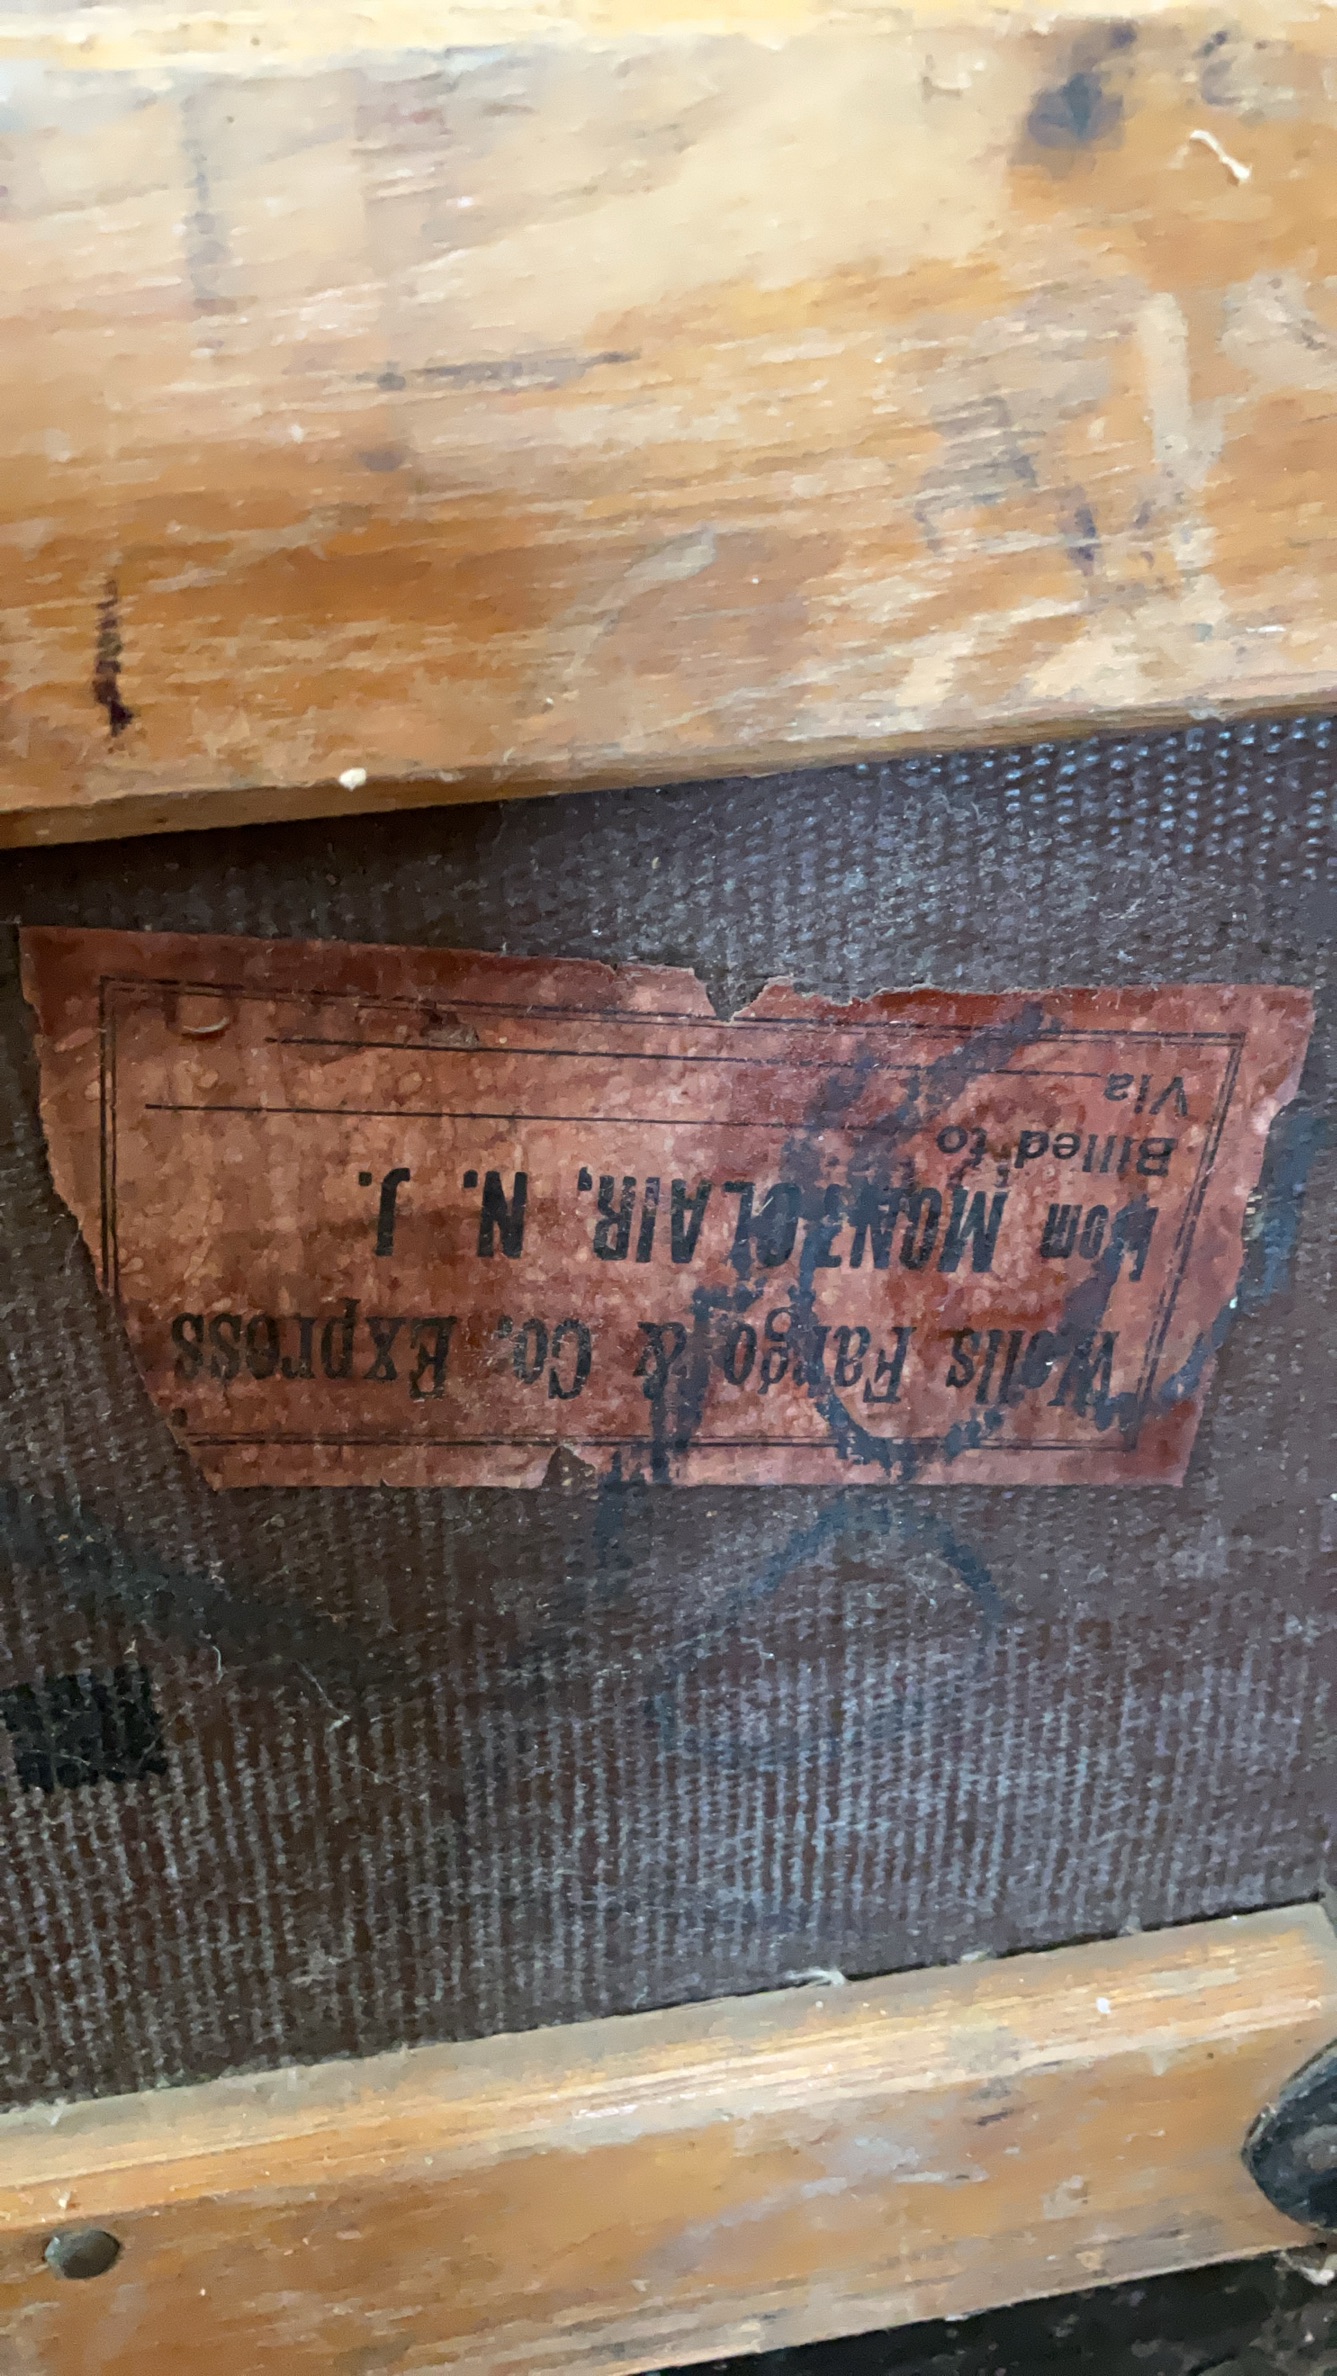 Wells Fargo & Co. Express
From MONTCLAIR, N. J.
Billed to
Via